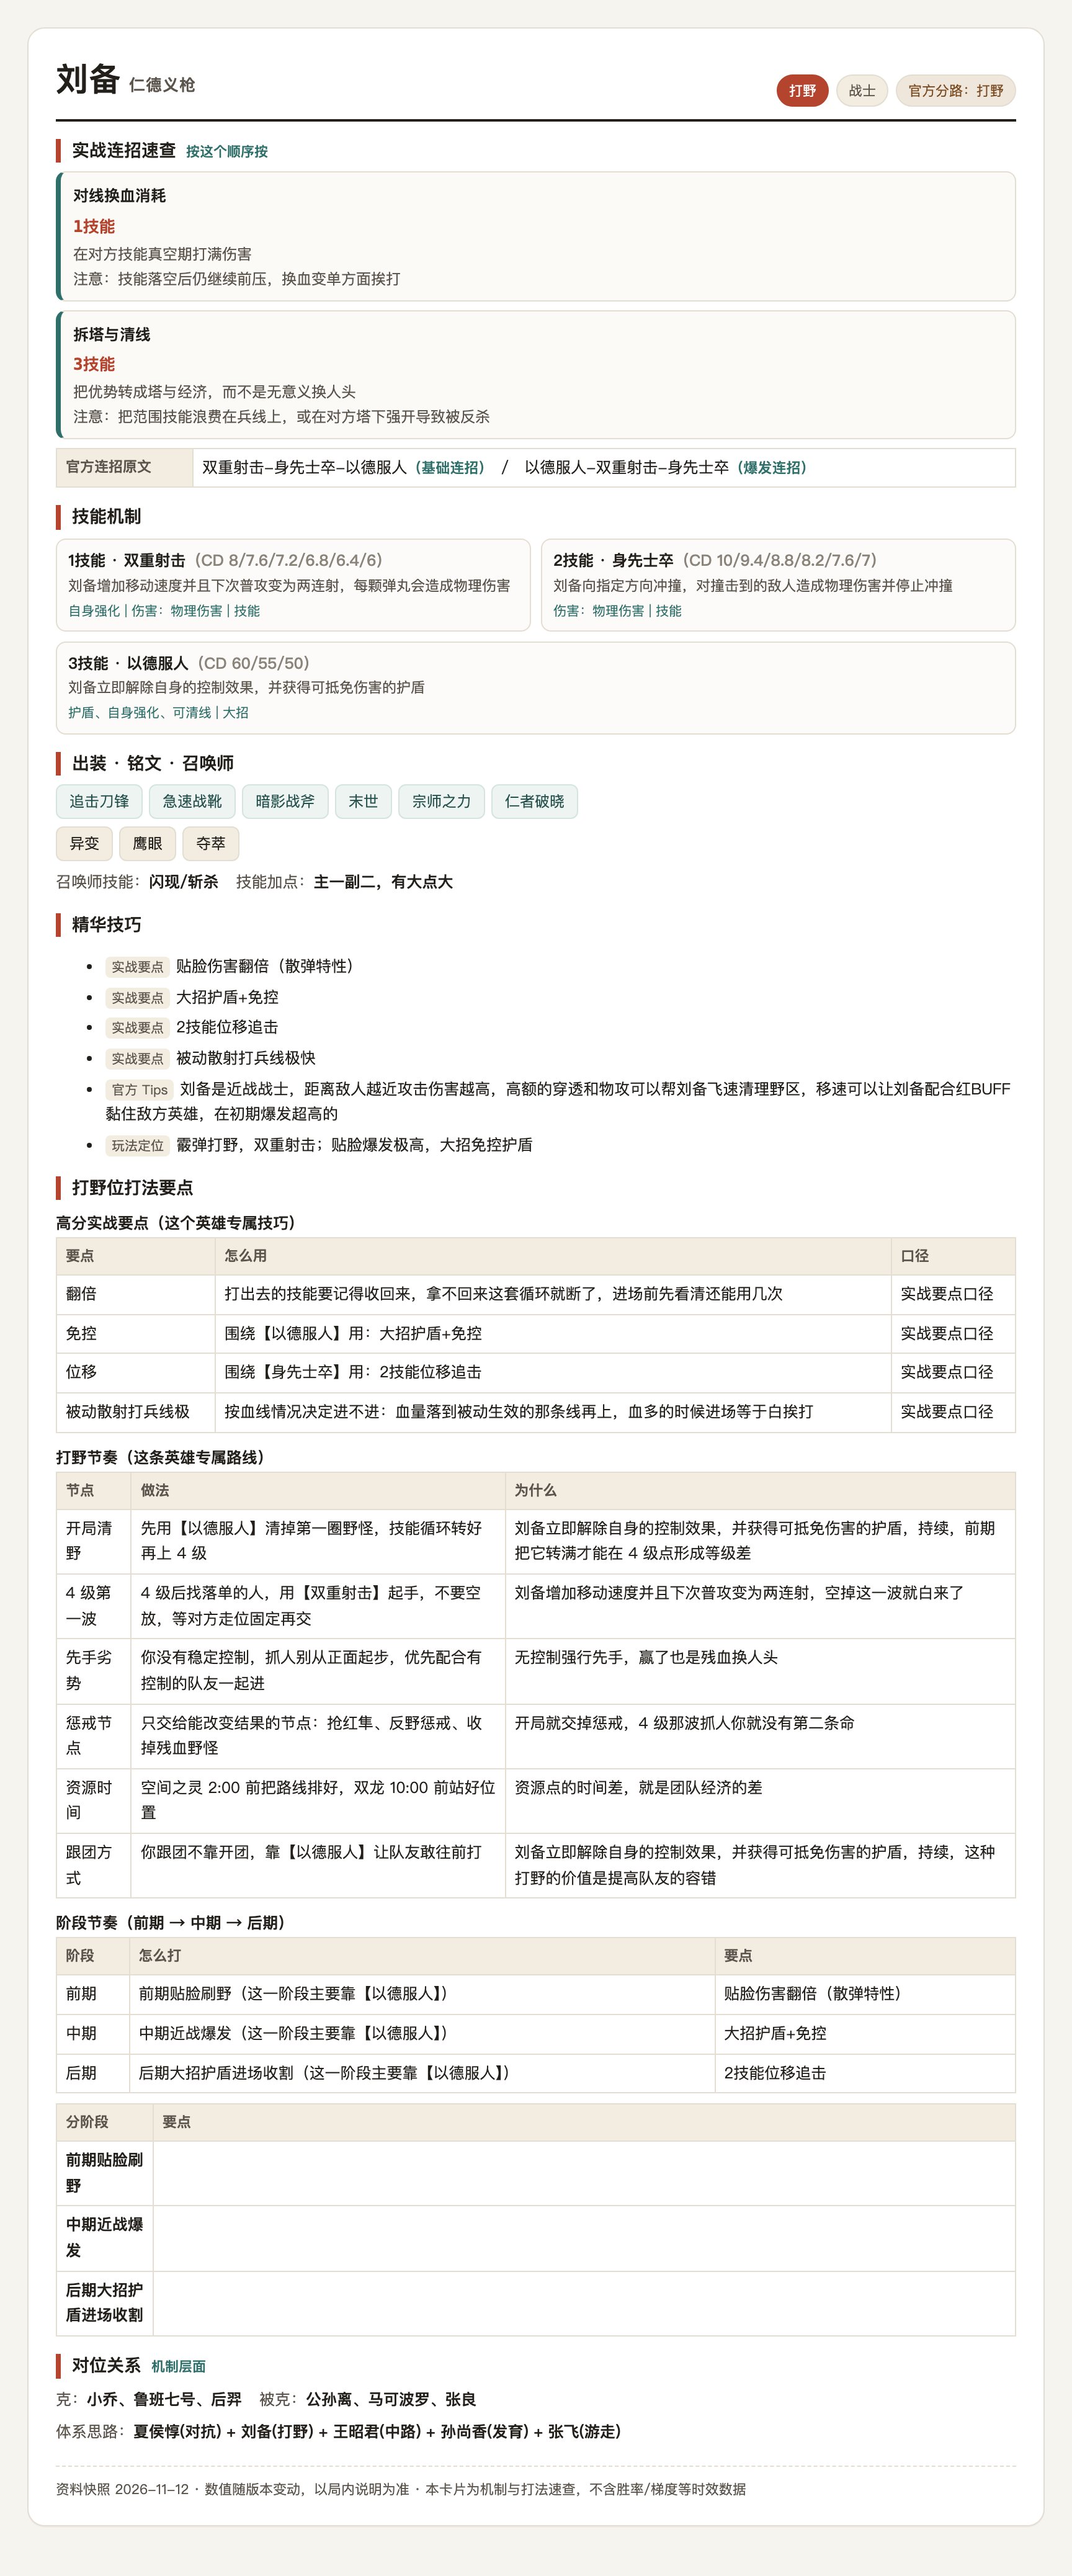 刘备 仁德义枪
打野 战士 官方分路：打野
实战连招速查 按这个顺序按
对线换血消耗
1技能
在对方技能真空期打满伤害
注意：技能落空后仍继续前压，换血变单方面挨打
拆塔与清线
3技能
把优势转成塔与经济，而不是无意义换人头
注意：把范围技能浪费在兵线上，或在对方塔下强开导致被反杀
官方连招原文 双重射击-身先士卒-以德服人（基础连招） / 以德服人-双重射击-身先士卒（爆发连招）
技能机制
1技能 · 双重射击（CD 8/7.6/7.2/6.8/6.4/6）
刘备增加移动速度并且下次普攻变为两连射，每颗弹丸会造成物理伤害
自身强化 | 伤害：物理伤害 | 技能
2技能 · 身先士卒（CD 10/9.4/8.8/8.2/7.6/7）
刘备向指定方向冲撞，对撞击到的敌人造成物理伤害并停止冲撞
伤害：物理伤害 | 技能
3技能 · 以德服人（CD 60/55/50）
刘备立即解除自身的控制效果，并获得可抵免伤害的护盾
护盾、自身强化、可清线 | 大招
出装 · 铭文 · 召唤师
追击刀锋 急速战靴 暗影战斧 末世 宗师之力 仁者破晓
异变 鹰眼 夺萃
召唤师技能：闪现/斩杀 技能加点：主一副二，有大点大
精华技巧
• 实战要点 贴脸伤害翻倍（散弹特性）
• 实战要点 大招护盾+免控
• 实战要点 2技能位移追击
• 实战要点 被动散射打兵线极快
• 官方 Tips 刘备是近战战士，距离敌人越近攻击伤害越高，高额的穿透和物攻可以帮刘备飞速清理野区，移速可以让刘备配合红BUFF
黏住敌方英雄，在初期爆发超高的
• 玩法定位 霰弹打野，双重射击；贴脸爆发极高，大招免控护盾
打野位打法要点
高分实战要点（这个英雄专属技巧）
要点 怎么用 口径
翻倍 打出去的技能要记得收回来，拿不回来这套循环就断了，进场前先看清还能用几次 实战要点口径
免控 围绕【以德服人】用：大招护盾+免控 实战要点口径
位移 围绕【身先士卒】用：2技能位移追击 实战要点口径
被动散射打兵线极 按血线情况决定进不进：血量落到被动生效的那条线再上，血多的时候进场等于白挨打 实战要点口径
打野节奏（这条英雄专属路线）
节点 做法 为什么
开局清
野
先用【以德服人】清掉第一圈野怪，技能循环转好
再上 4 级
刘备立即解除自身的控制效果，并获得可抵免伤害的护盾，持续，前期
把它转满才能在 4 级点形成等级差
4 级第
一波
4 级后找落单的人，用【双重射击】起手，不要空
放，等对方走位固定再交
刘备增加移动速度并且下次普攻变为两连射，空掉这一波就白来了
先手劣
势
你没有稳定控制，抓人别从正面起步，优先配合有
控制的队友一起进
无控制强行先手，赢了也是残血换人头
惩戒节
点
只交给能改变结果的节点：抢红隼、反野惩戒、收
掉残血野怪
开局就交掉惩戒，4 级那波抓人你就没有第二条命
资源时
间
空间之灵 2:00 前把路线排好，双龙 10:00 前站好位
置
资源点的时间差，就是团队经济的差
跟团方
式
你跟团不靠开团，靠【以德服人】让队友敢往前打
刘备立即解除自身的控制效果，并获得可抵免伤害的护盾，持续，这种
打野的价值是提高队友的容错
阶段节奏（前期 → 中期 → 后期）
阶段 怎么打 要点
前期 前期贴脸刷野（这一阶段主要靠【以德服人】） 贴脸伤害翻倍（散弹特性）
中期 中期近战爆发（这一阶段主要靠【以德服人】） 大招护盾+免控
后期 后期大招护盾进场收割（这一阶段主要靠【以德服人】） 2技能位移追击
分阶段 要点
前期贴脸刷
野
中期近战爆
发
后期大招护
盾进场收割
对位关系 机制层面
克：小乔、鲁班七号、后羿 被克：公孙离、马可波罗、张良
体系思路：夏侯惇(对抗) + 刘备(打野) + 王昭君(中路) + 孙尚香(发育) + 张飞(游走)
资料快照 2026-11-12 · 数值随版本变动，以局内说明为准 · 本卡片为机制与打法速查，不含胜率/梯度等时效数据